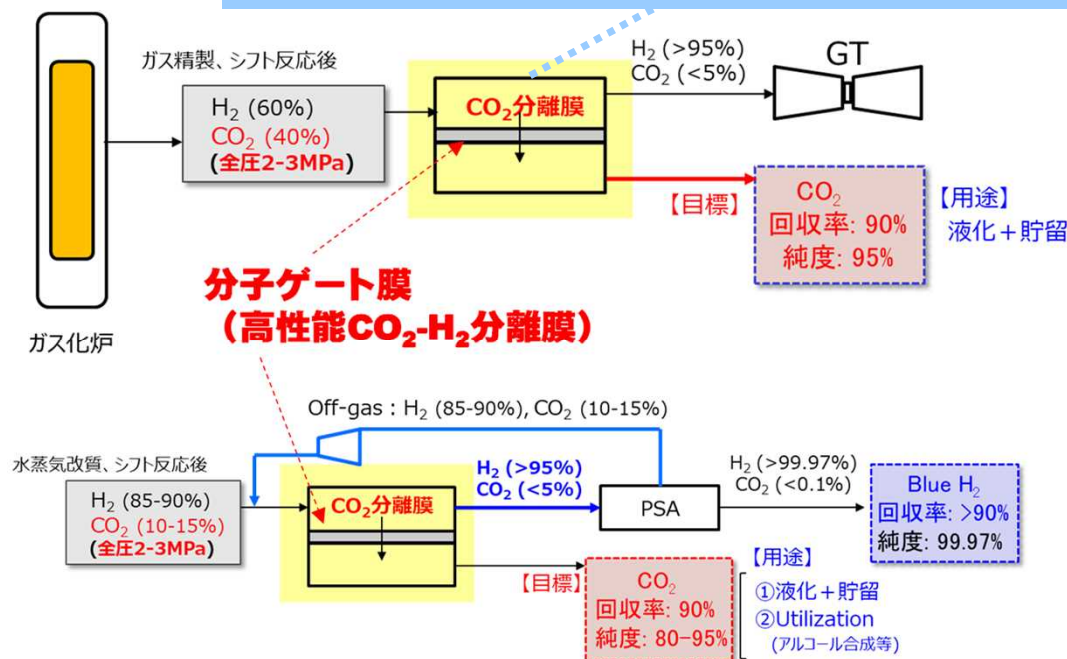 ガス精製、シフト反応後
H₂ (60%)
CO₂ (40%)
(全圧2-3MPa)
CO₂分離膜
H₂ (>95%)
CO₂ (<5%)
GT
【目標】
CO₂
回収率: 90%
純度: 95%
【用途】
液化+貯留
ガス化炉
分子ゲート膜
(高性能CO₂-H₂分離膜)
Off-gas : H₂ (85-90%), CO₂ (10-15%)
水蒸気改質、シフト反応後
H₂ (85-90%)
CO₂ (10-15%)
(全圧2-3MPa)
CO₂分離膜
H₂ (>95%)
CO₂ (<5%)
PSA
H₂ (>99.97%)
CO₂ (<0.1%)
Blue H₂
回収率: >90%
純度: 99.97%
【目標】
CO₂
回収率: 90%
純度: 80-95%
【用途】
①液化+貯留
②Utilization
(アルコール合成等)